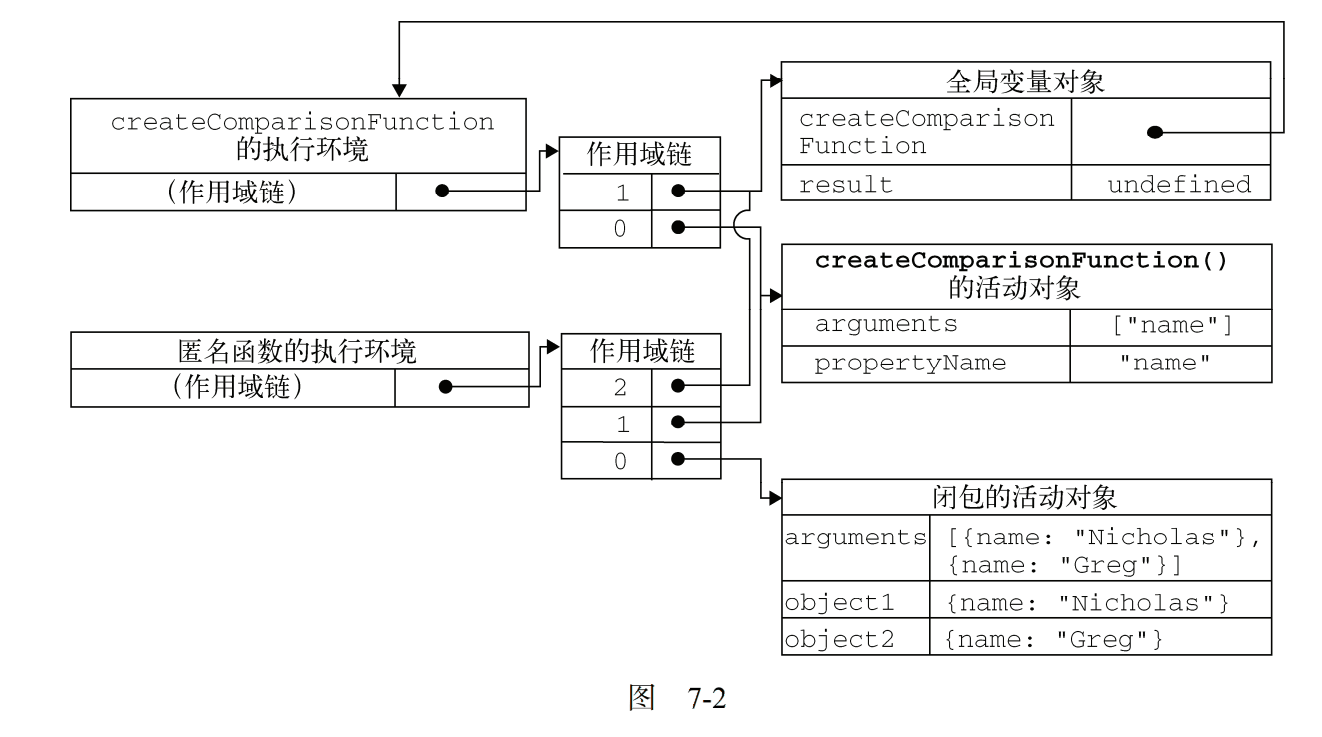 createComparisonFunction
的执行环境
(作用域链)
作用域链
1
0
全局变量对象
createComparison
Function
result undefined
createComparisonFunction()
的活动对象
arguments ["name"]
propertyName "name"
匿名函数的执行环境
(作用域链)
作用域链
2
1
0
闭包的活动对象
arguments [{name: "Nicholas"},
{name: "Greg"}]
object1 {name: "Nicholas"}
object2 {name: "Greg"}
图 7-2